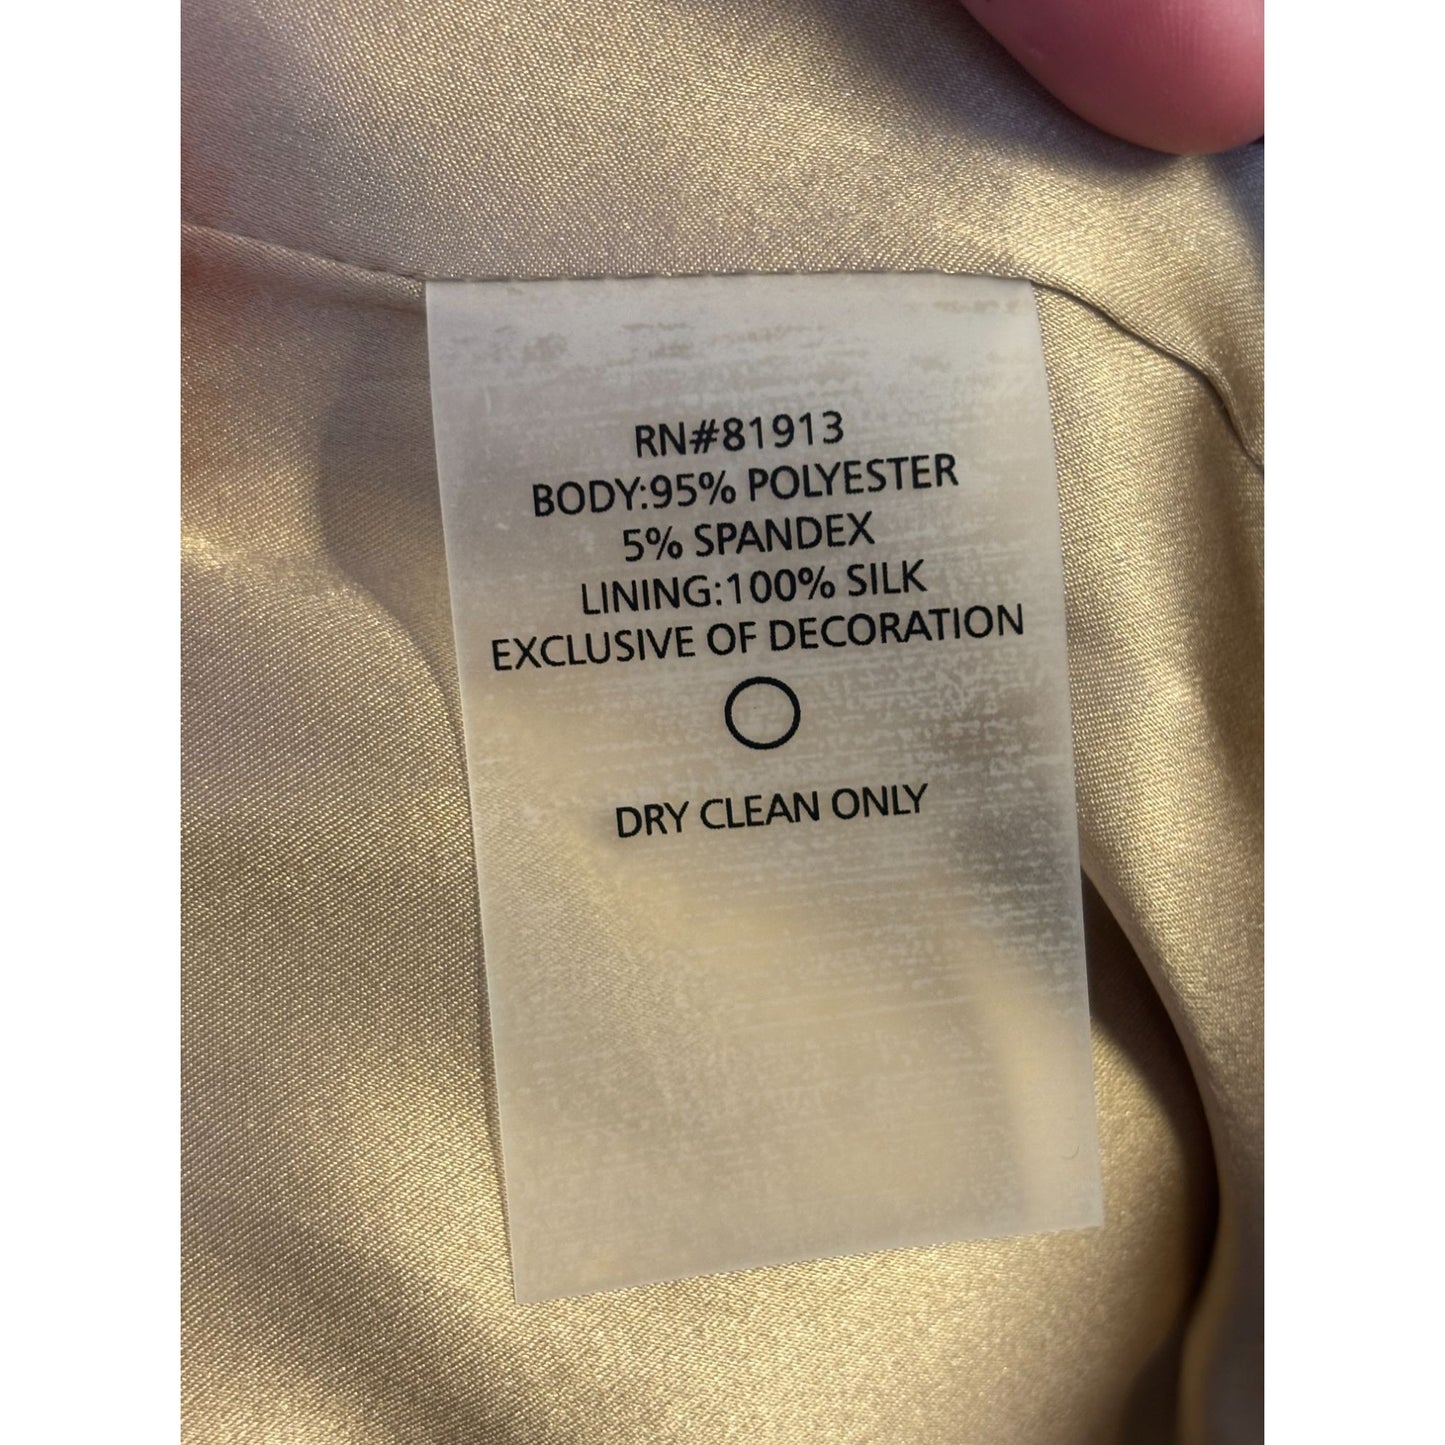 RN#81913
BODY:95% POLYESTER
5% SPANDEX
LINING:100% SILK
EXCLUSIVE OF DECORATION
DRY CLEAN ONLY